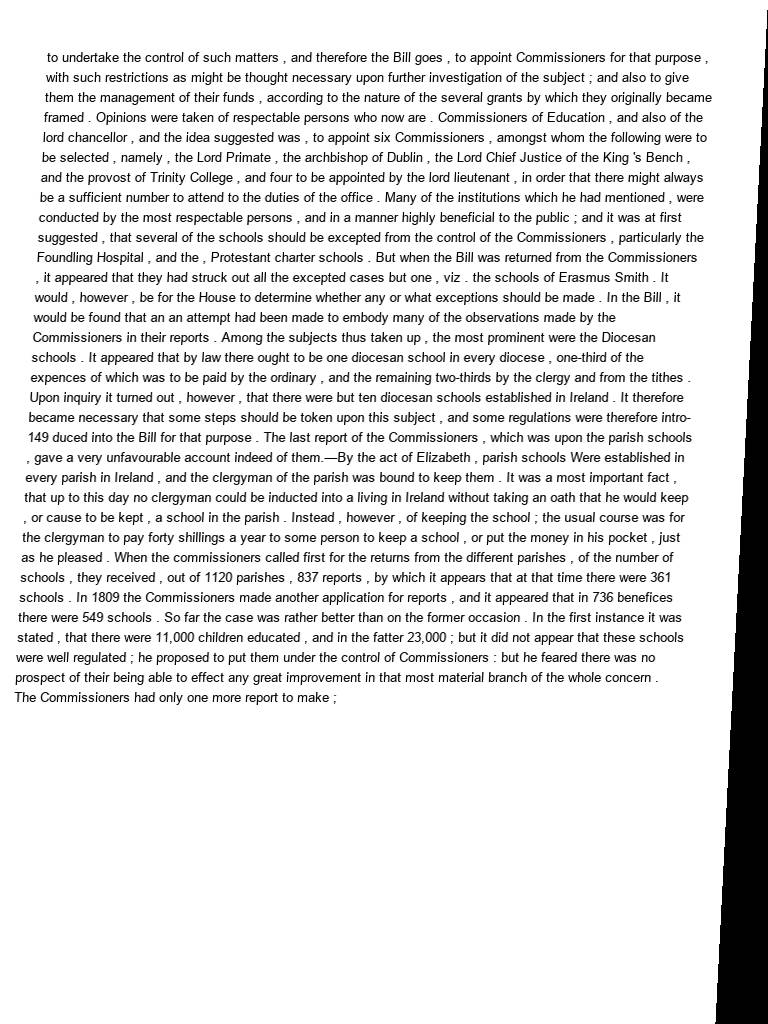 to undertake the control of such matters , and therefore the Bill goes , to appoint Commissioners for that purpose ,
with such restrictions as might be thought necessary upon further investigation of the subject ; and also to give
them the management of their funds , according to the nature of the several grants by which they originally became
framed . Opinions were taken of respectable persons who now are . Commissioners of Education , and also of the
lord chancellor , and the idea suggested was , to appoint six Commissioners , amongst whom the following were to
be selected , namely , the Lord Primate , the archbishop of Dublin , the Lord Chief Justice of the King 's Bench ,
and the provost of Trinity College , and four to be appointed by the lord lieutenant , in order that there might always
be a sufficient number to attend to the duties of the office . Many of the institutions which he had mentioned , were
conducted by the most respectable persons , and in a manner highly beneficial to the public ; and it was at first
suggested , that several of the schools should be excepted from the control of the Commissioners , particularly the
Foundling Hospital , and the , Protestant charter schools . But when the Bill was returned from the Commissioners
, it appeared that they had struck out all the excepted cases but one , viz . the schools of Erasmus Smith . It
would , however , be for the House to determine whether any or what exceptions should be made . In the Bill , it
would be found that an an attempt had been made to embody many of the observations made by the
Commissioners in their reports . Among the subjects thus taken up , the most prominent were the Diocesan
schools . It appeared that by law there ought to be one diocesan school in every diocese , one-third of the
expences of which was to be paid by the ordinary , and the remaining two-thirds by the clergy and from the tithes .
Upon inquiry it turned out , however , that there were but ten diocesan schools established in Ireland . It therefore
became necessary that some steps should be token upon this subject , and some regulations were therefore intro-
149 duced into the Bill for that purpose . The last report of the Commissioners , which was upon the parish schools
, gave a very unfavourable account indeed of them.—By the act of Elizabeth , parish schools Were established in
every parish in Ireland , and the clergyman of the parish was bound to keep them . It was a most important fact ,
that up to this day no clergyman could be inducted into a living in Ireland without taking an oath that he would keep
, or cause to be kept , a school in the parish . Instead , however , of keeping the school ; the usual course was for
the clergyman to pay forty shillings a year to some person to keep a school , or put the money in his pocket , just
as he pleased . When the commissioners called first for the returns from the different parishes , of the number of
schools , they received , out of 1120 parishes , 837 reports , by which it appears that at that time there were 361
schools . In 1809 the Commissioners made another application for reports , and it appeared that in 736 benefices
there were 549 schools . So far the case was rather better than on the former occasion . In the first instance it was
stated , that there were 11,000 children educated , and in the fatter 23,000 ; but it did not appear that these schools
were well regulated ; he proposed to put them under the control of Commissioners : but he feared there was no
prospect of their being able to effect any great improvement in that most material branch of the whole concern .
The Commissioners had only one more report to make ;